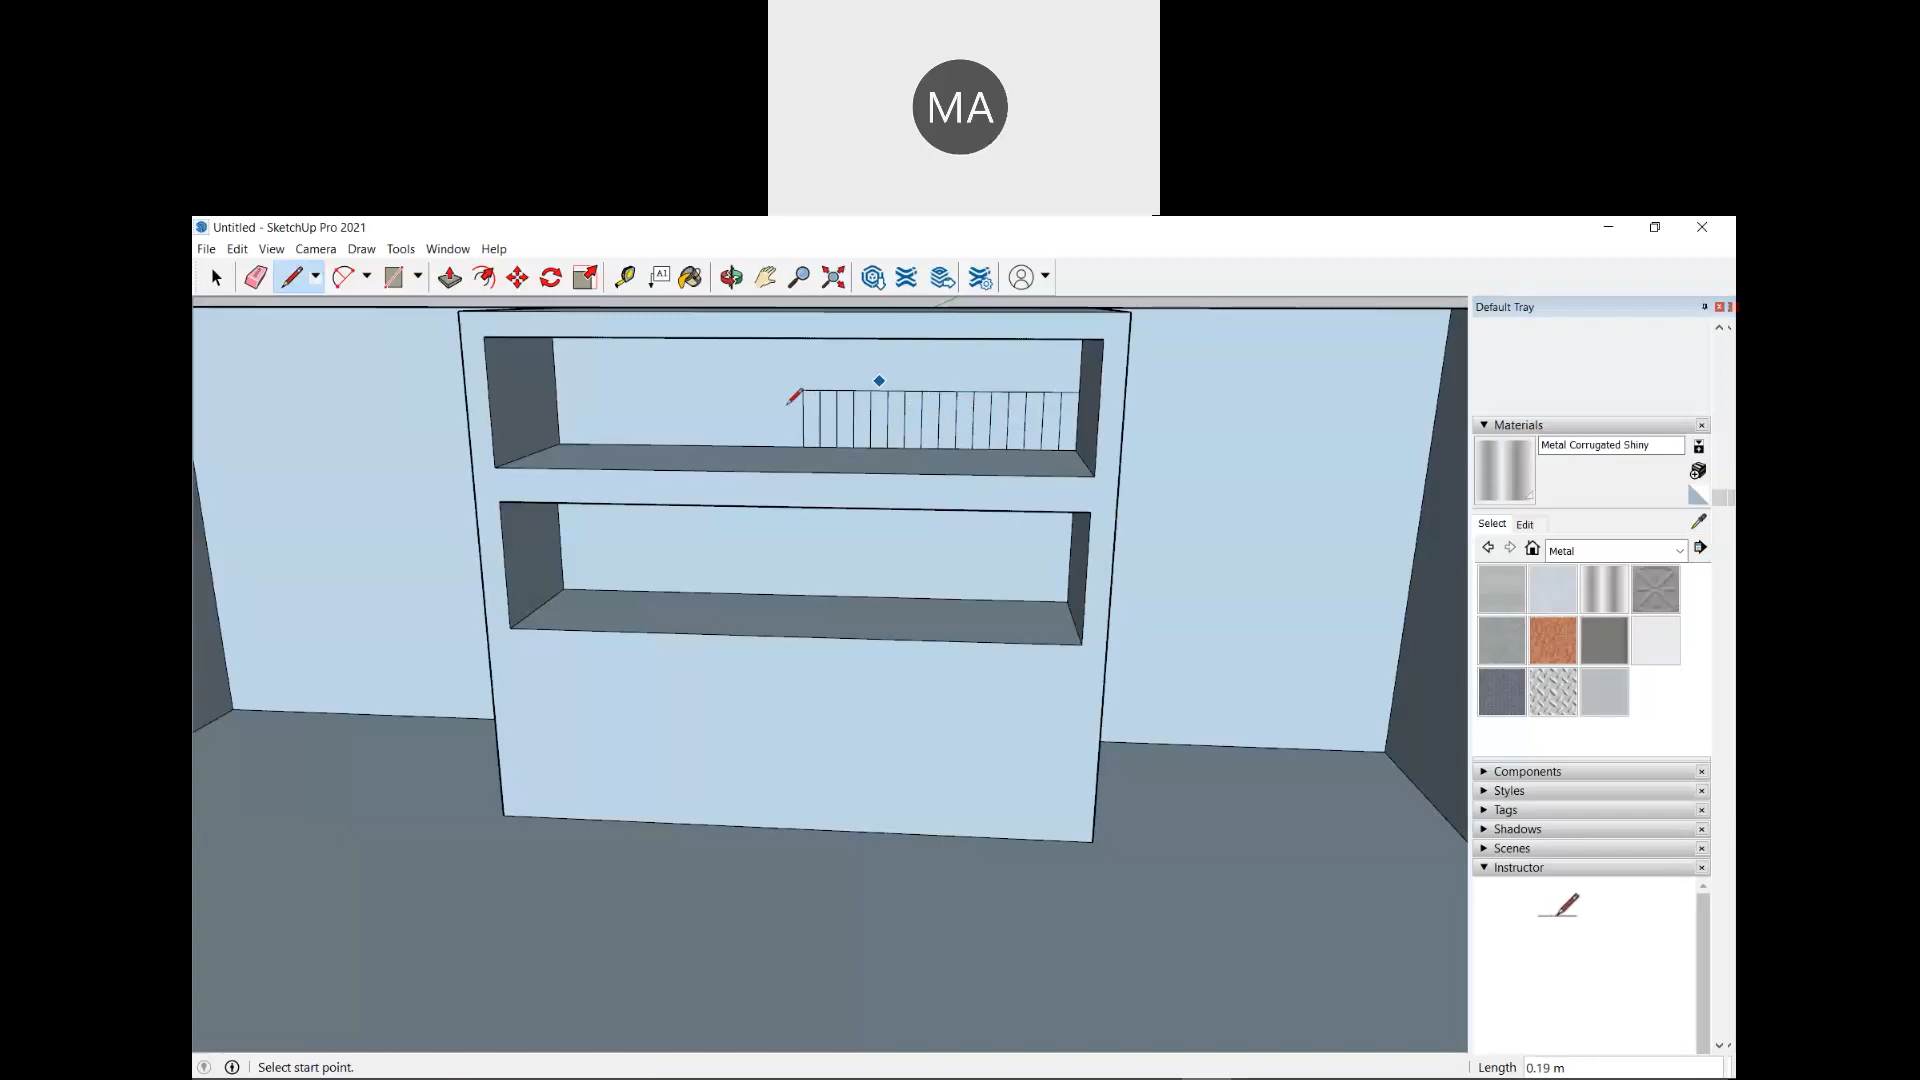 MA
Untitled - SketchUp Pro 2021
File Edit View Camera Draw Tools Window Help
A1
Default Tray
Materials
Metal Corrugated Shiny
Select Edit
Metal
Components
Styles
Tags
Shadows
Scenes
Instructor
Select start point.
Length 0.19 m